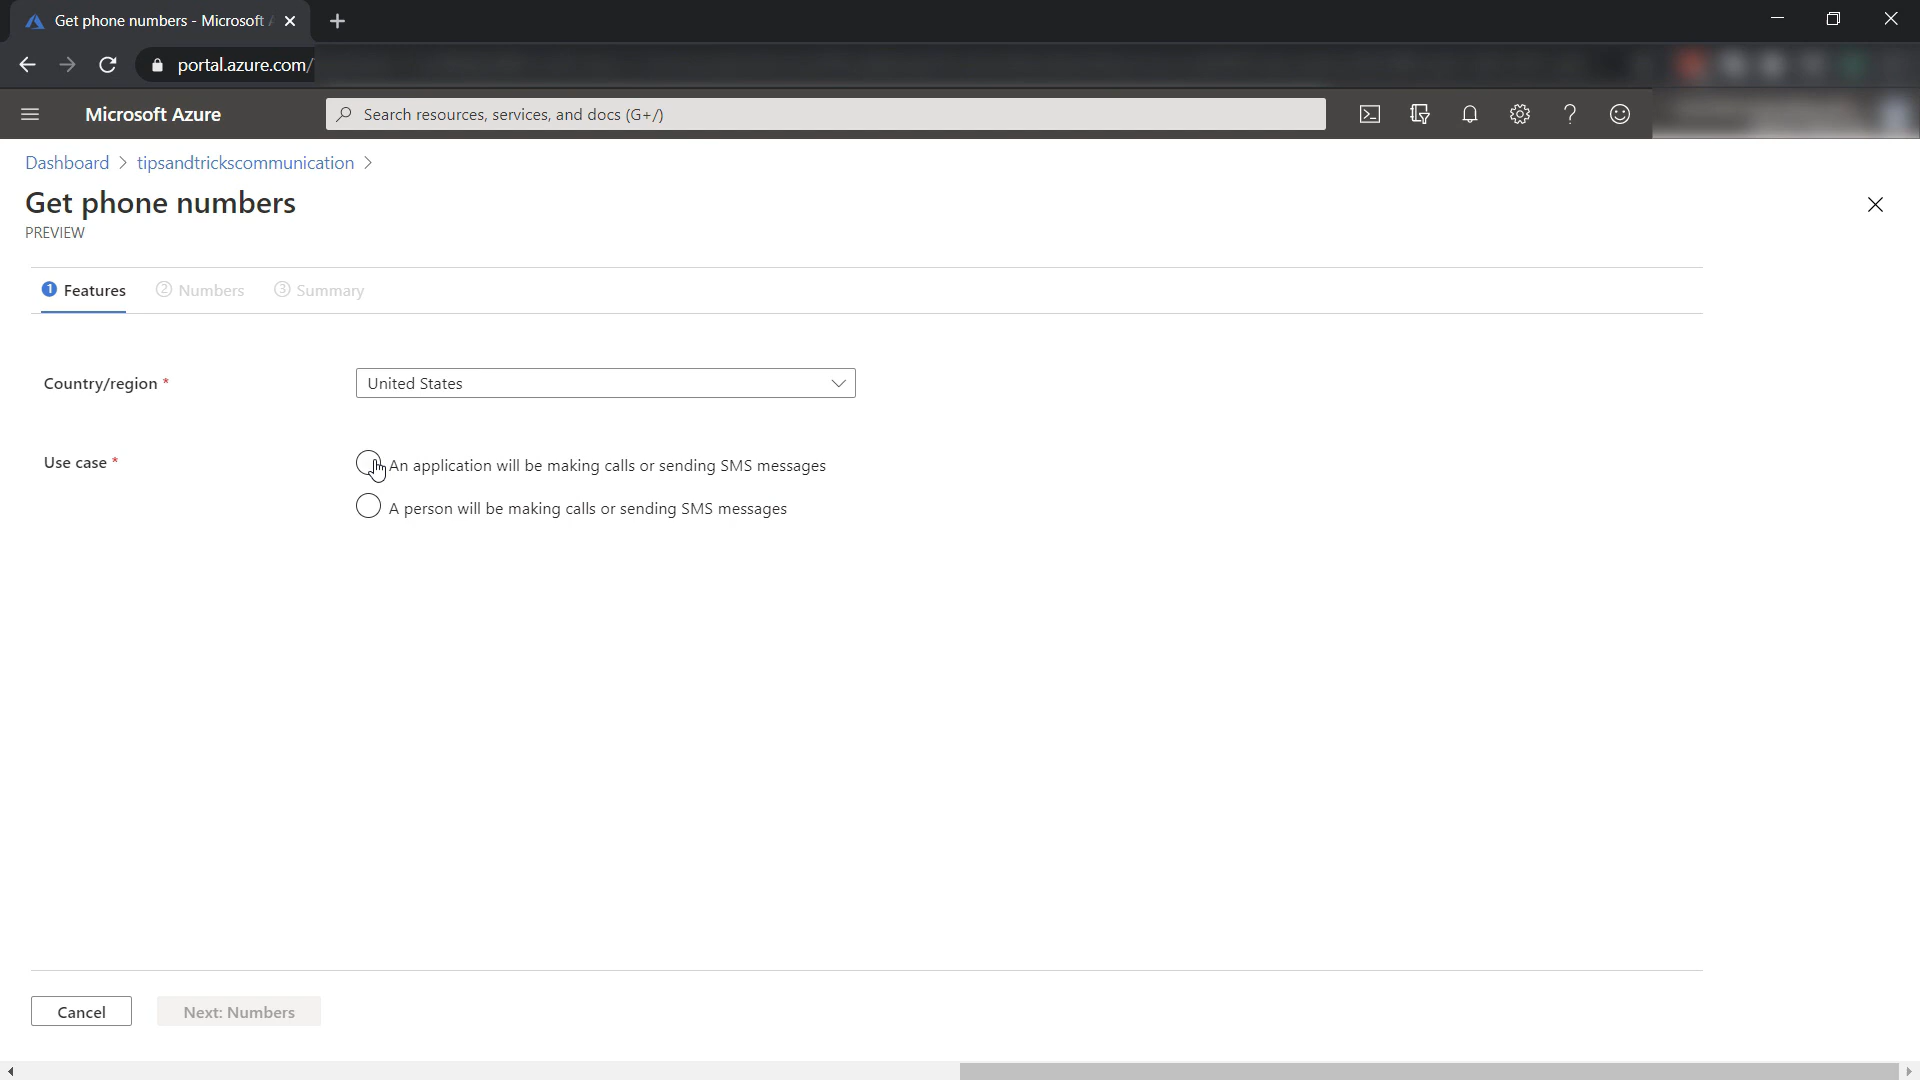 Get phone numbers - Microsoft A
portal.azure.com/
Microsoft Azure
Search resources, services, and docs (G+/)
Dashboard > tipsandtrickscommunication >
Get phone numbers
PREVIEW
1 Features 2 Numbers 3 Summary
Country/region *
United States
Use case *
An application will be making calls or sending SMS messages
A person will be making calls or sending SMS messages
Cancel
Next: Numbers